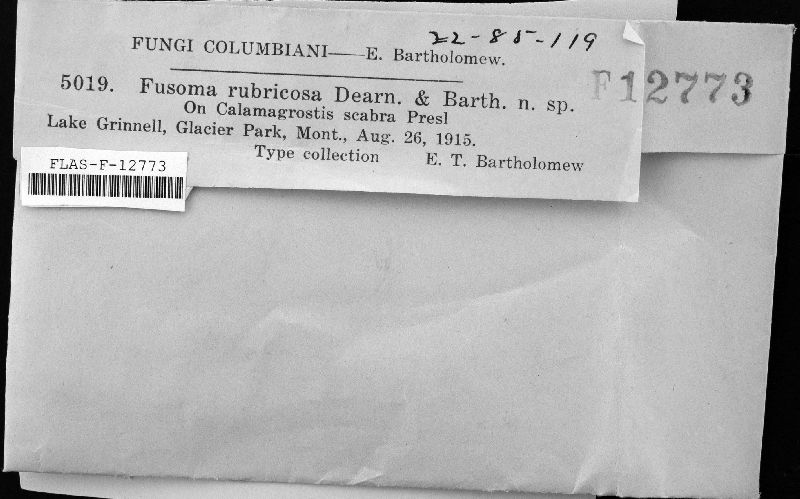 22-85-119
FUNGI COLUMBIANI——E. Bartholomew.
F12773
5019. Fusoma rubricosa Dearn. & Barth. n. sp.
On Calamagrostis scabra Presl
Lake Grinnell, Glacier Park, Mont., Aug. 26, 1915.
Type collection E. T. Bartholomew
FLAS-F-12773